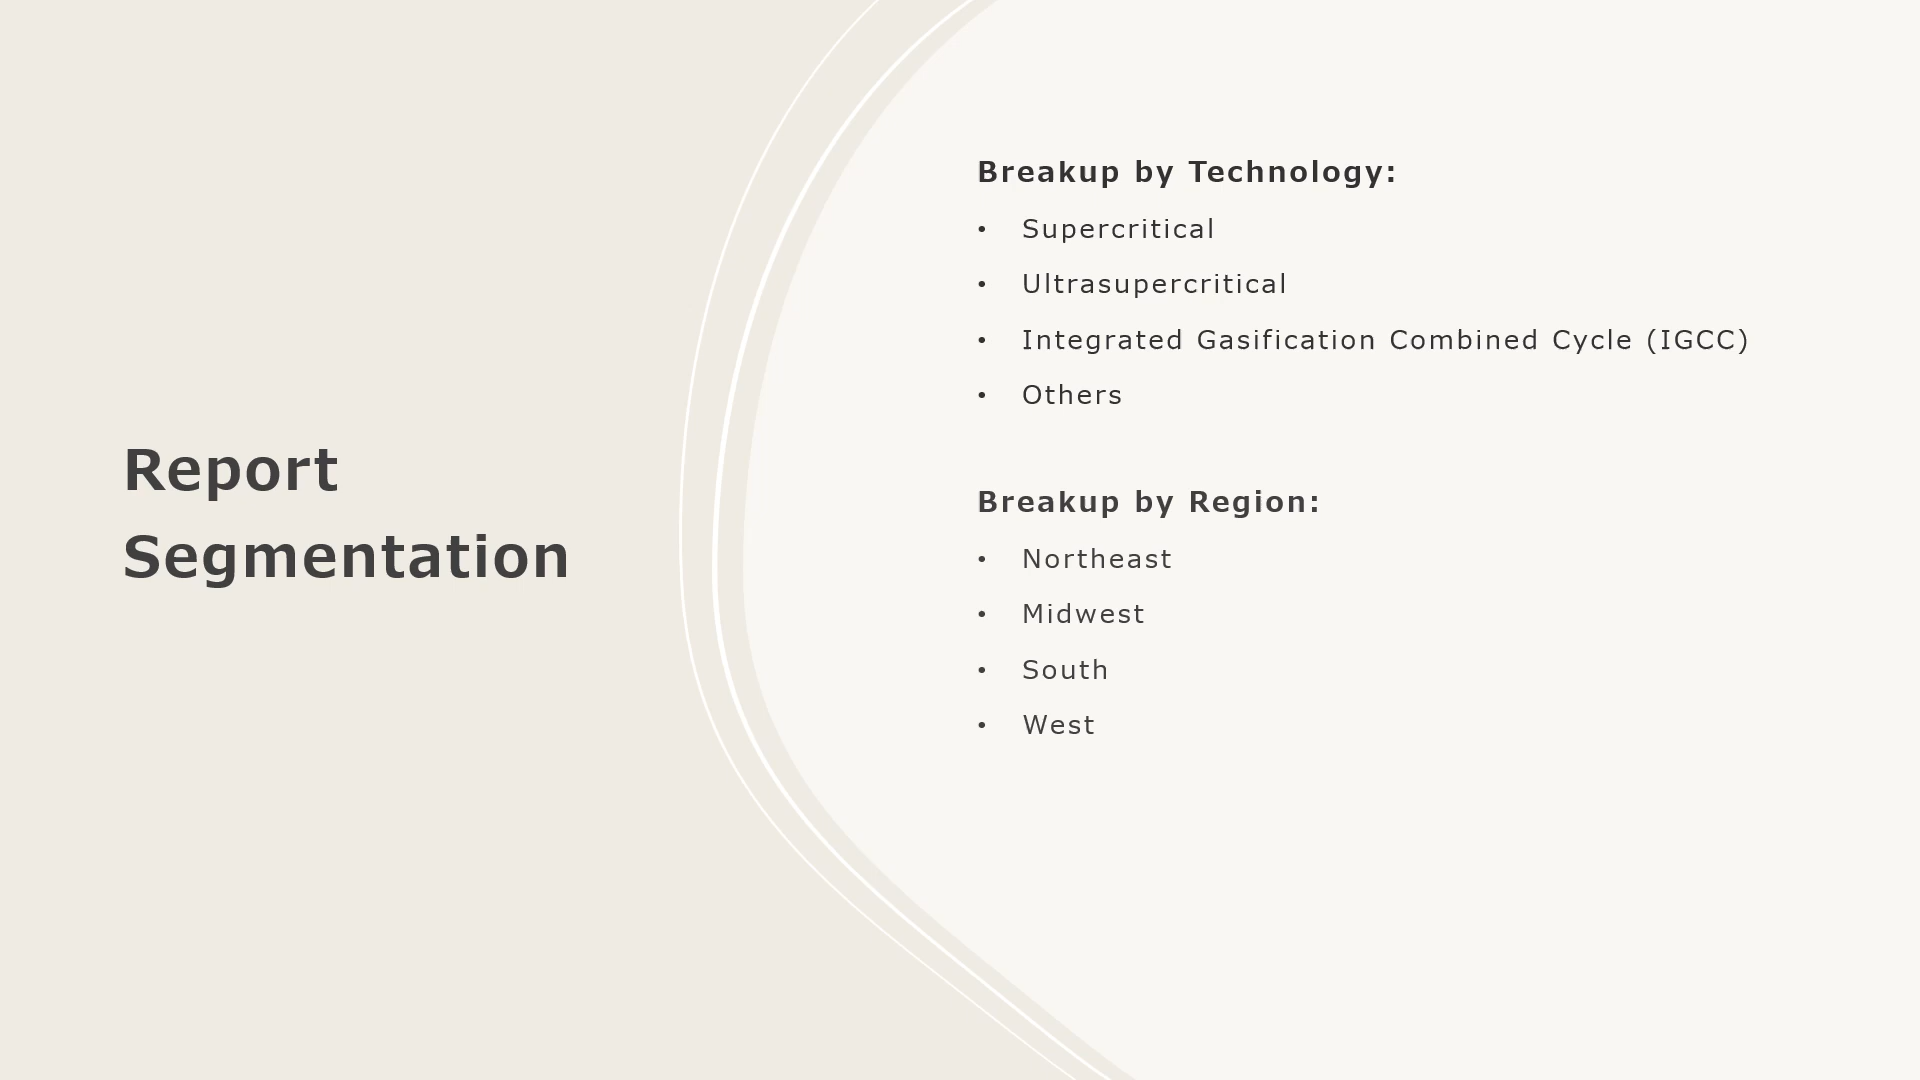 Report
Segmentation
Breakup by Technology:
• Supercritical
• Ultrasupercritical
• Integrated Gasification Combined Cycle (IGCC)
• Others
Breakup by Region:
• Northeast
• Midwest
• South
• West